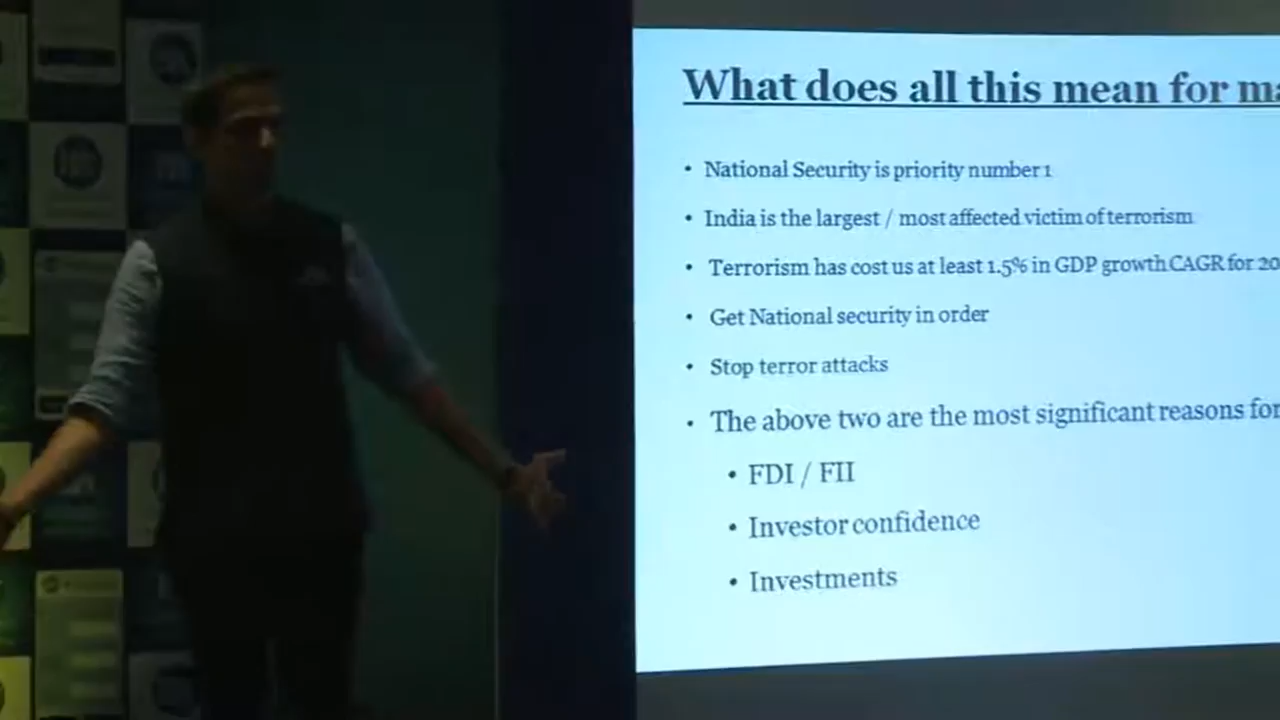 What does all this mean for ma
• National Security is priority number 1
• India is the largest / most affected victim of terrorism
• Terrorism has cost us at least 1.5% in GDP growth CAGR for 20
• Get National security in order
• Stop terror attacks
• The above two are the most significant reasons for
• FDI / FII
• Investor confidence
• Investments